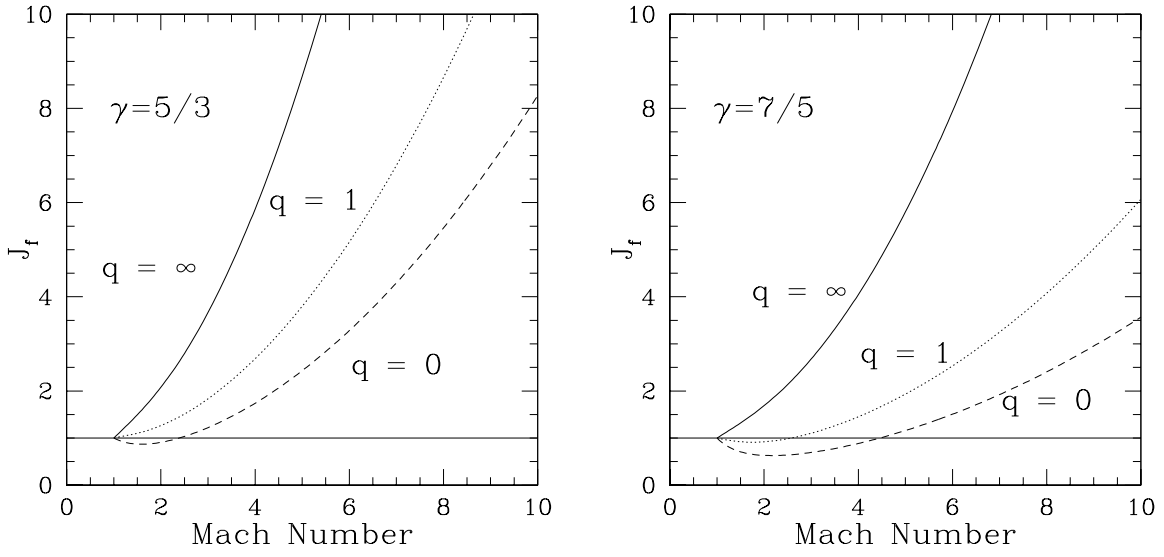 10
8
6
4
2
0
J_f
γ=5/3
q = ∞
q = 1
q = 0
0 2 4 6 8 10
Mach Number
10
8
6
4
2
0
J_f
γ=7/5
q = ∞
q = 1
q = 0
0 2 4 6 8 10
Mach Number